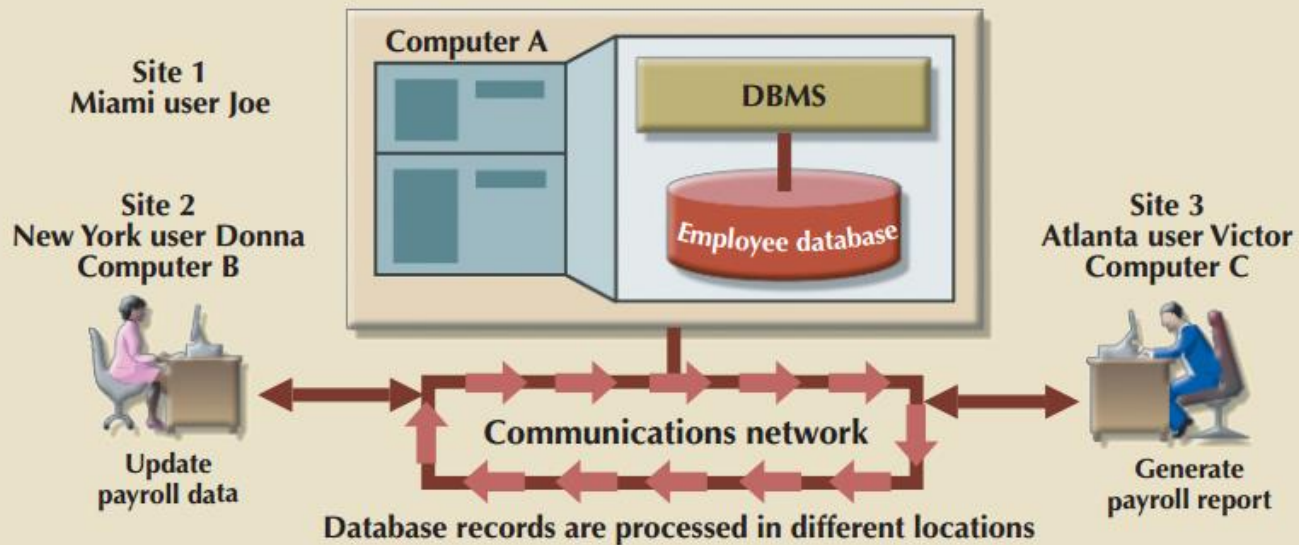 Computer A
Site 1
Miami user Joe
DBMS
Employee database
Site 2
New York user Donna
Computer B
Site 3
Atlanta user Victor
Computer C
Communications network
Update
payroll data
Generate
payroll report
Database records are processed in different locations